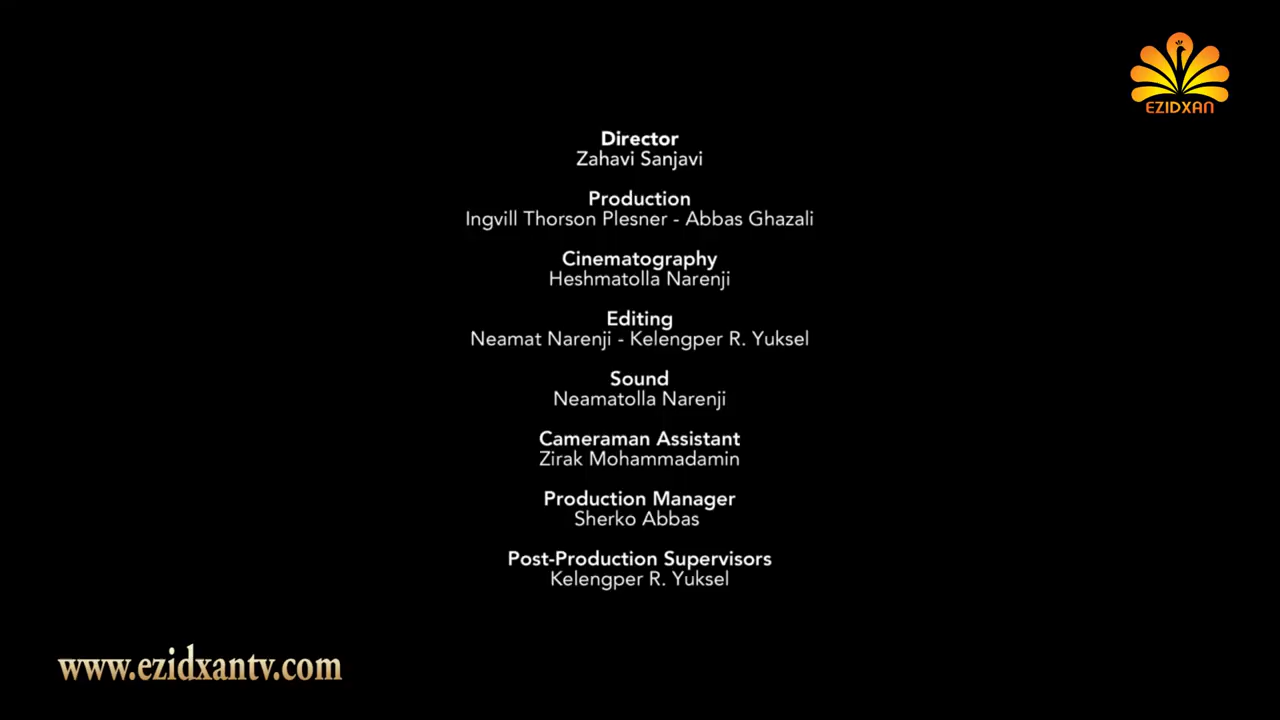 EZIDXAN
Director
Zahavi Sanjavi
Production
Ingvill Thorson Plesner - Abbas Ghazali
Cinematography
Heshmatolla Narenji
Editing
Neamat Narenji - Kelengper R. Yuksel
Sound
Neamatolla Narenji
Cameraman Assistant
Zirak Mohammadamin
Production Manager
Sherko Abbas
Post-Production Supervisors
Kelengper R. Yuksel
www.ezidxantv.com